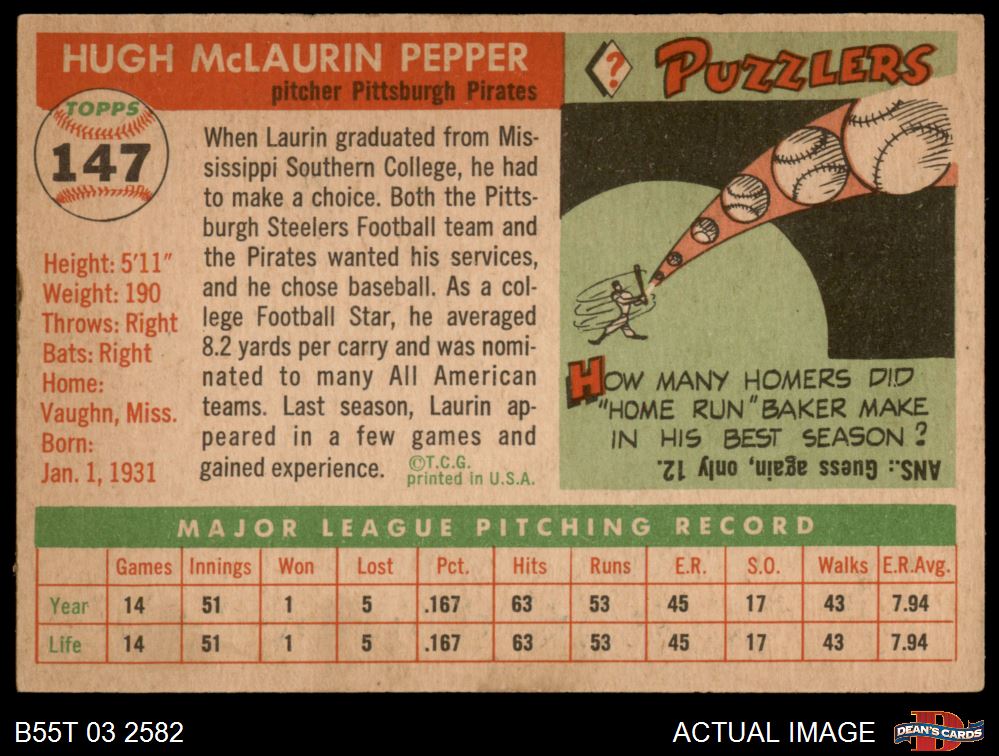 HUGH McLAURIN PEPPER
pitcher Pittsburgh Pirates
TOPPS
147
Height: 5'11"
Weight: 190
Throws: Right
Bats: Right
Home:
Vaughn, Miss.
Born:
Jan. 1, 1931
When Laurin graduated from Mis-
sissippi Southern College, he had
to make a choice. Both the Pitts-
burgh Steelers Football team and
the Pirates wanted his services,
and he chose baseball. As a col-
lege Football Star, he averaged
8.2 yards per carry and was nomi-
nated to many All American
teams. Last season, Laurin ap-
peared in a few games and
gained experience.
©T.C.G.
printed in U.S.A.
?
PUZZLERS
HOW MANY HOMERS DID
"HOME RUN" BAKER MAKE
IN HIS BEST SEASON?
ANS.: Guess again, only 12.
MAJOR LEAGUE PITCHING RECORD
Games Innings Won Lost Pct. Hits Runs E.R. S.O. Walks E.R.Avg.
Year 14 51 1 5 .167 63 53 45 17 43 7.94
Life 14 51 1 5 .167 63 53 45 17 43 7.94
B55T 03 2582
ACTUAL IMAGE
D
DEAN'S CARDS